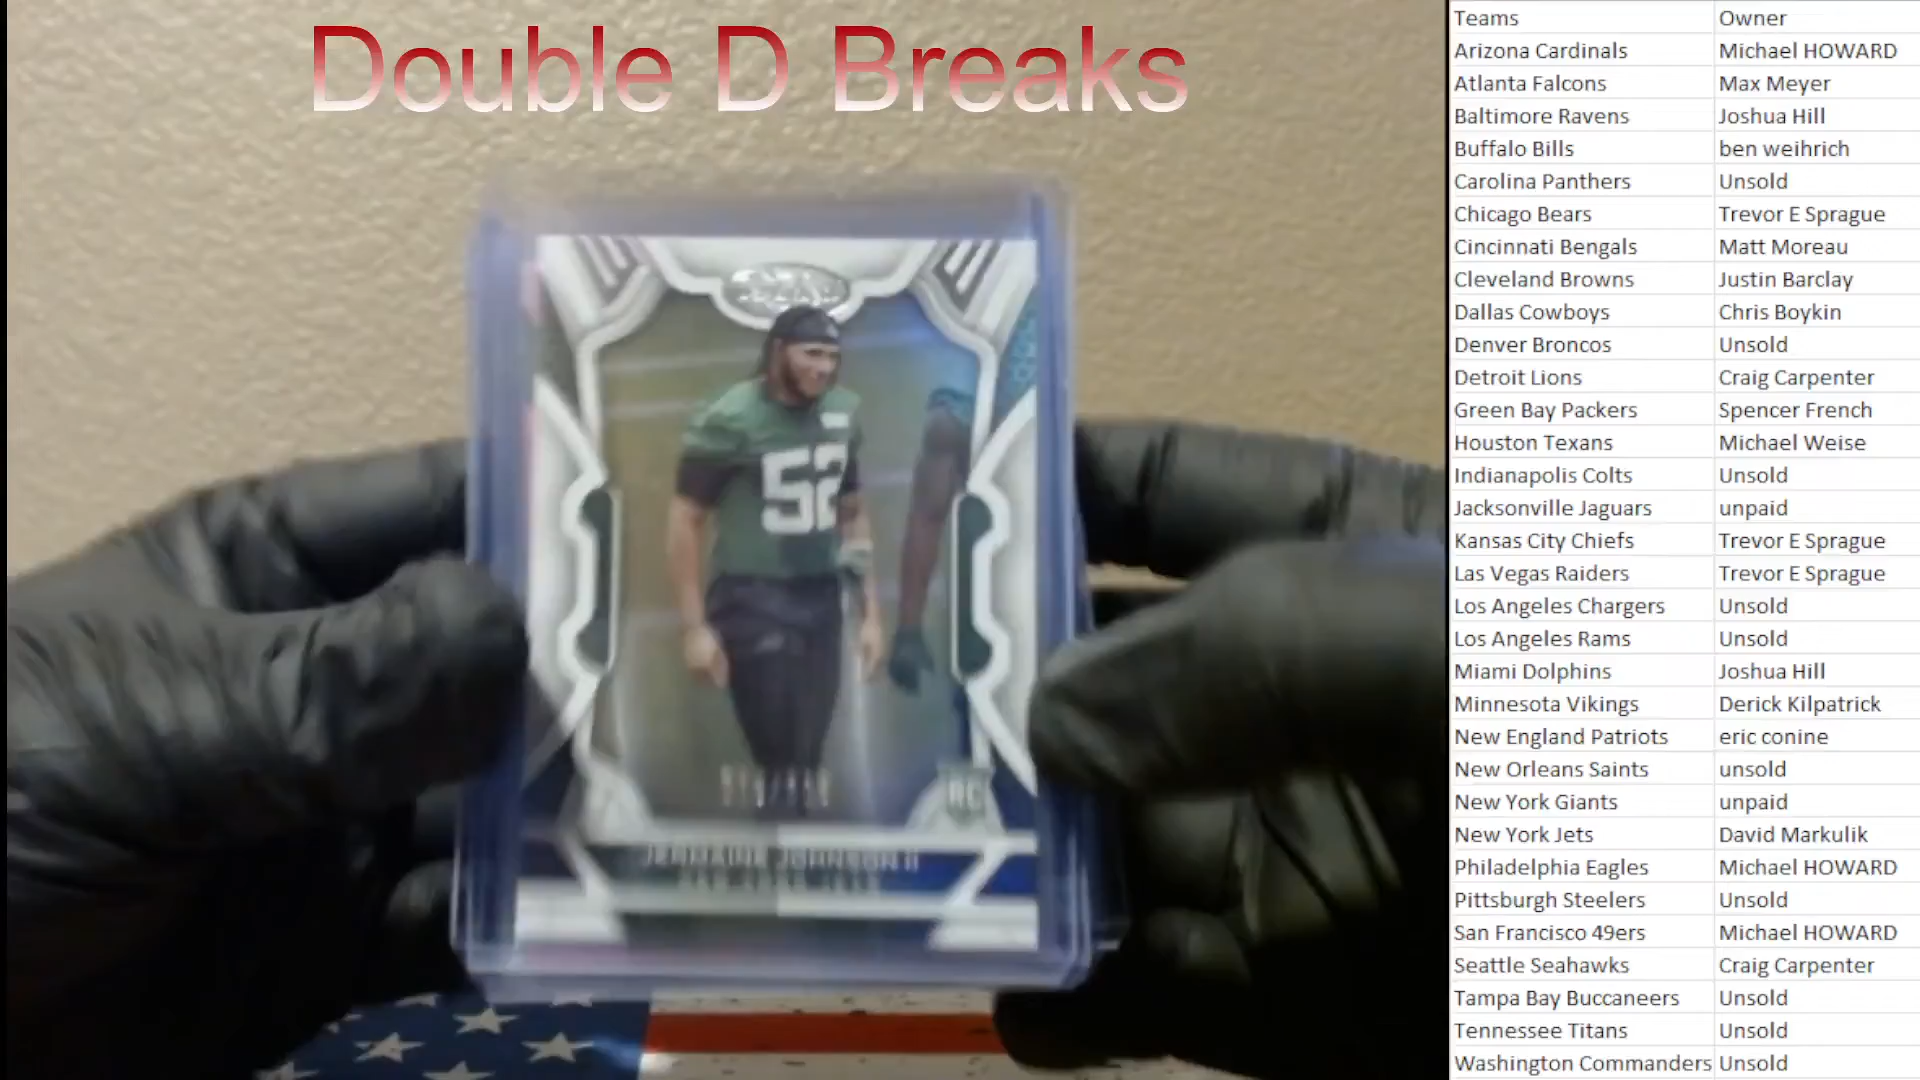 Double D Breaks
52
RC
JERMAINE JOHNSON II
NEW YORK JETS
Teams Owner
Arizona Cardinals Michael HOWARD
Atlanta Falcons Max Meyer
Baltimore Ravens Joshua Hill
Buffalo Bills ben weihrich
Carolina Panthers Unsold
Chicago Bears Trevor E Sprague
Cincinnati Bengals Matt Moreau
Cleveland Browns Justin Barclay
Dallas Cowboys Chris Boykin
Denver Broncos Unsold
Detroit Lions Craig Carpenter
Green Bay Packers Spencer French
Houston Texans Michael Weise
Indianapolis Colts Unsold
Jacksonville Jaguars unpaid
Kansas City Chiefs Trevor E Sprague
Las Vegas Raiders Trevor E Sprague
Los Angeles Chargers Unsold
Los Angeles Rams Unsold
Miami Dolphins Joshua Hill
Minnesota Vikings Derick Kilpatrick
New England Patriots eric conine
New Orleans Saints unsold
New York Giants unpaid
New York Jets David Markulik
Philadelphia Eagles Michael HOWARD
Pittsburgh Steelers Unsold
San Francisco 49ers Michael HOWARD
Seattle Seahawks Craig Carpenter
Tampa Bay Buccaneers Unsold
Tennessee Titans Unsold
Washington Commanders Unsold